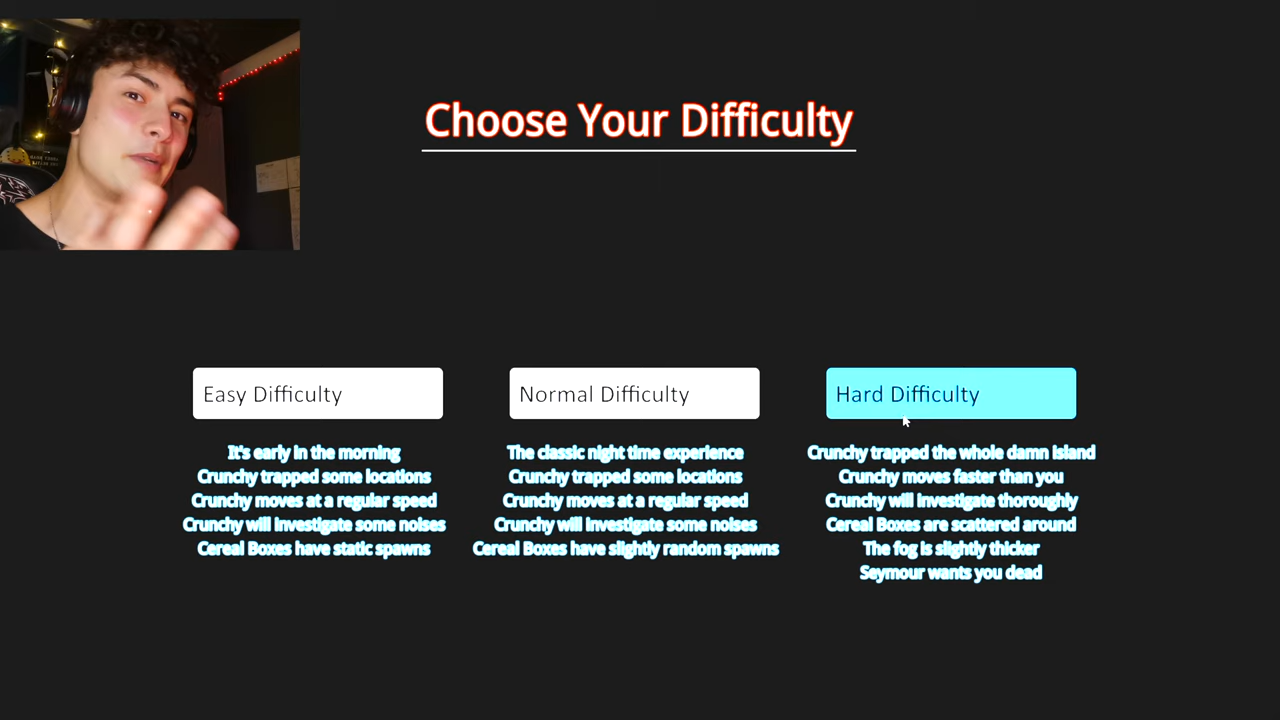 Choose Your Difficulty
Easy Difficulty
It's early in the morning
Crunchy trapped some locations
Crunchy moves at a regular speed
Crunchy will investigate some noises
Cereal Boxes have static spawns
Normal Difficulty
The classic night time experience
Crunchy trapped some locations
Crunchy moves at a regular speed
Crunchy will investigate some noises
Cereal Boxes have slightly random spawns
Hard Difficulty
Crunchy trapped the whole damn island
Crunchy moves faster than you
Crunchy will investigate thoroughly
Cereal Boxes are scattered around
The fog is slightly thicker
Seymour wants you dead